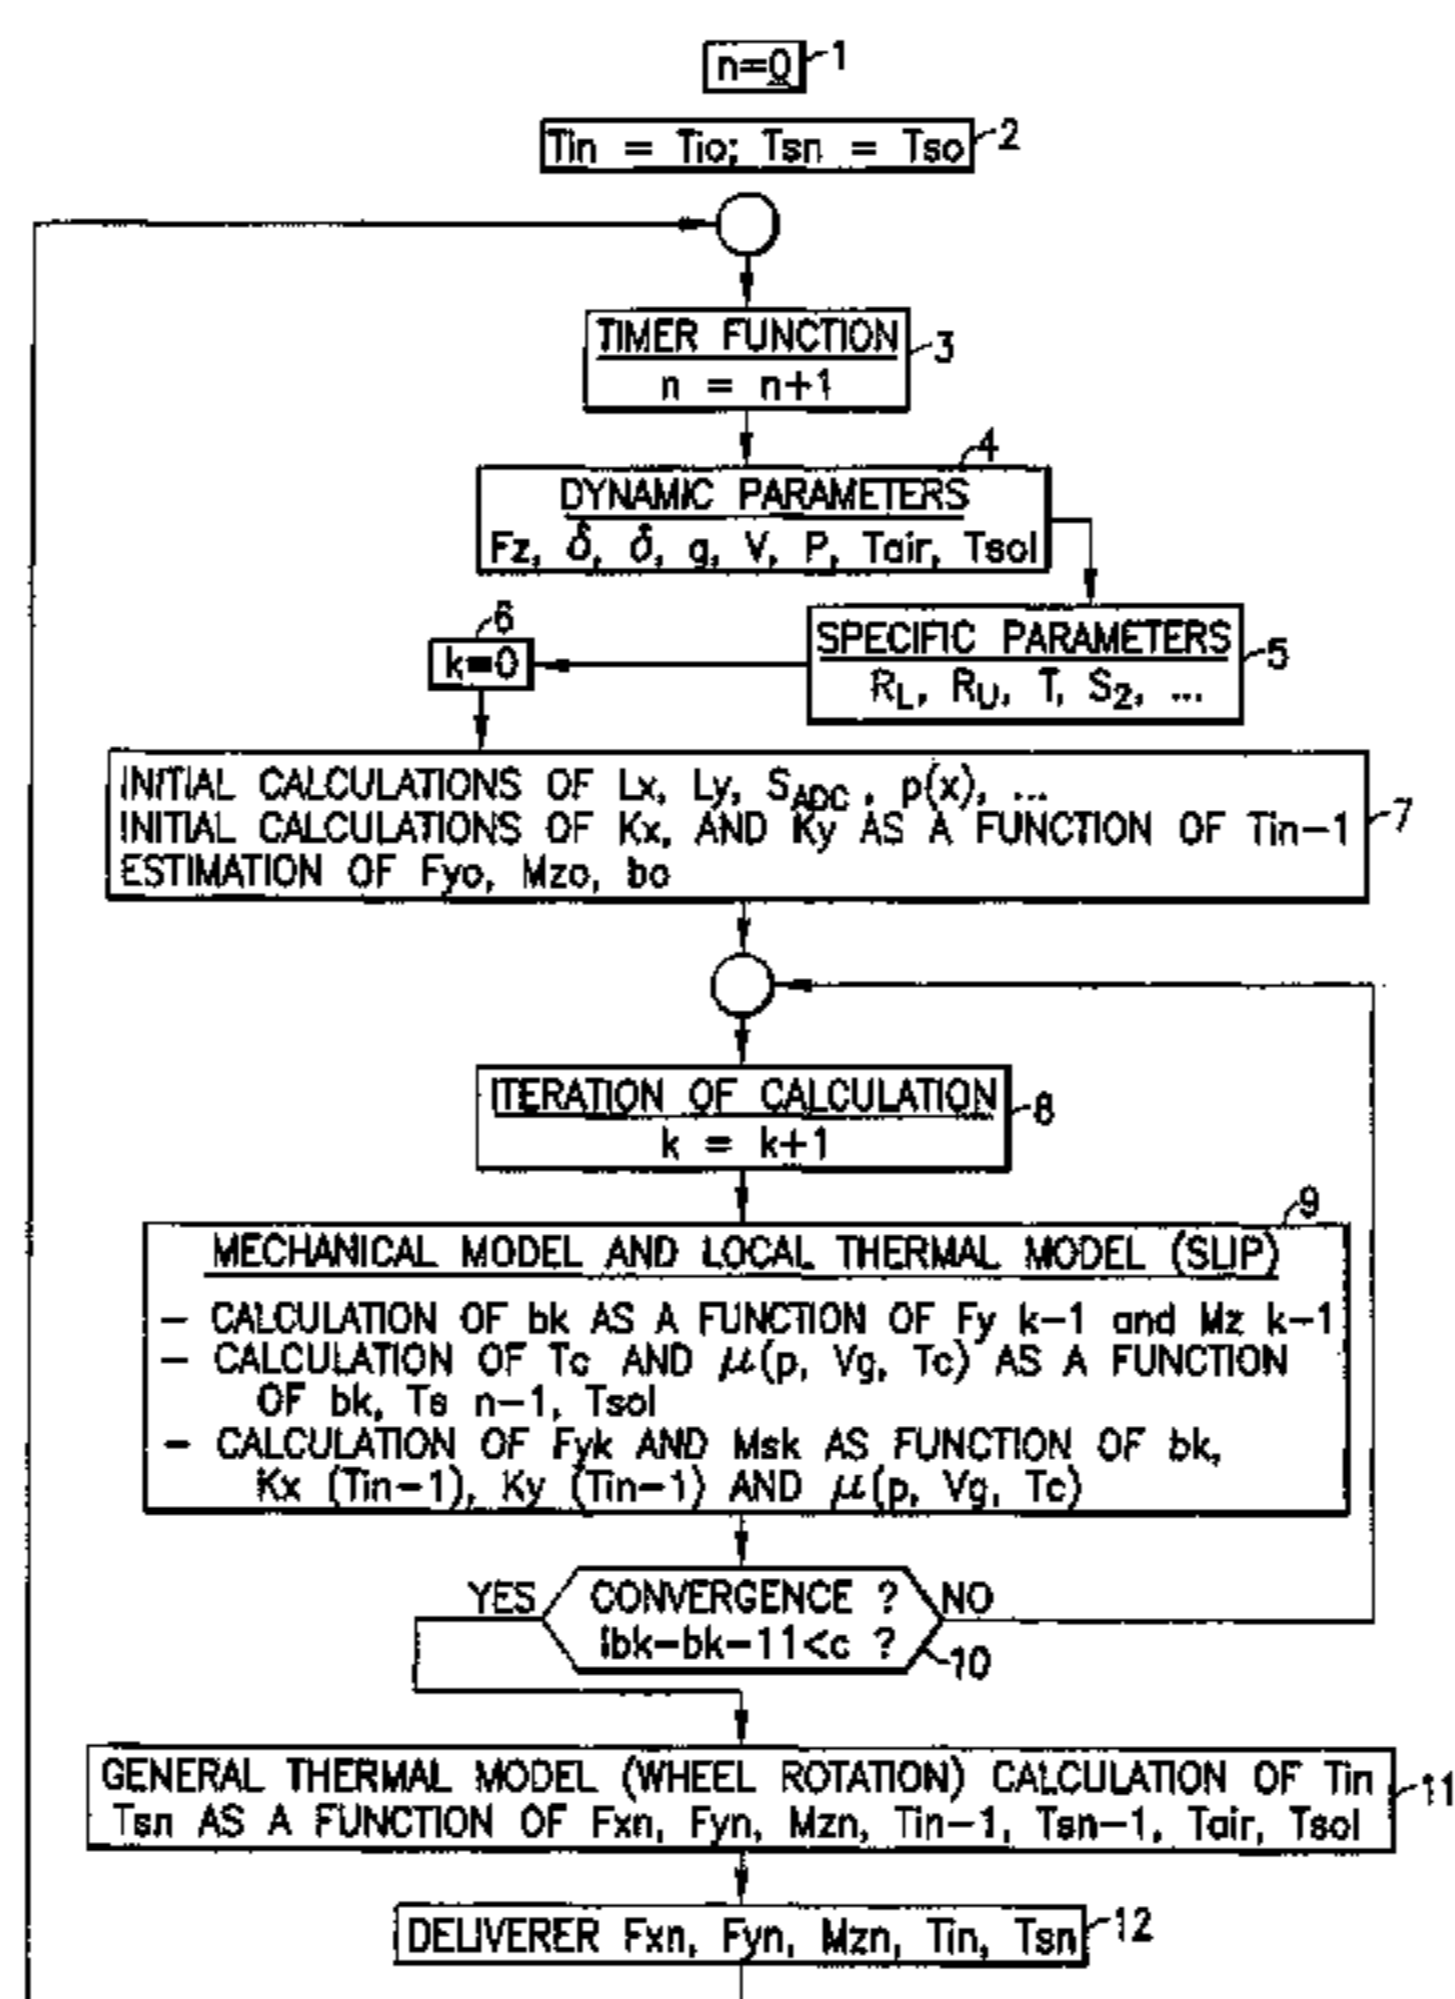 n=0 1
Tin = Tio; Tsn = Tso 2
TIMER FUNCTION 3
n = n+1
4
DYNAMIC PARAMETERS
Fz, δ̂, δ̊, g, V, P, Tair, Tsol
6
k=0
SPECIFIC PARAMETERS 5
R_L, R_U, T, S_2, ...
INITIAL CALCULATIONS OF Lx, Ly, S_ADC, p(x), ...
INITIAL CALCULATIONS OF Kx, AND Ky AS A FUNCTION OF Tin-1 7
ESTIMATION OF Fyo, Mzo, bo
ITERATION OF CALCULATION 8
k = k+1
9
MECHANICAL MODEL AND LOCAL THERMAL MODEL (SLIP)
– CALCULATION OF bk AS A FUNCTION OF Fy k-1 and Mz k-1
– CALCULATION OF Tc AND μ(p, Vg, Tc) AS A FUNCTION
OF bk, Ts n-1, Tsol
– CALCULATION OF Fyk AND Msk AS FUNCTION OF bk,
Kx (Tin-1), Ky (Tin-1) AND μ(p, Vg, Tc)
YES CONVERGENCE ? NO
lbk-bk-11<c ? 10
GENERAL THERMAL MODEL (WHEEL ROTATION) CALCULATION OF Tin 11
Tsn AS A FUNCTION OF Fxn, Fyn, Mzn, Tin-1, Tsn-1, Tair, Tsol
DELIVERER Fxn, Fyn, Mzn, Tin, Tsn 12